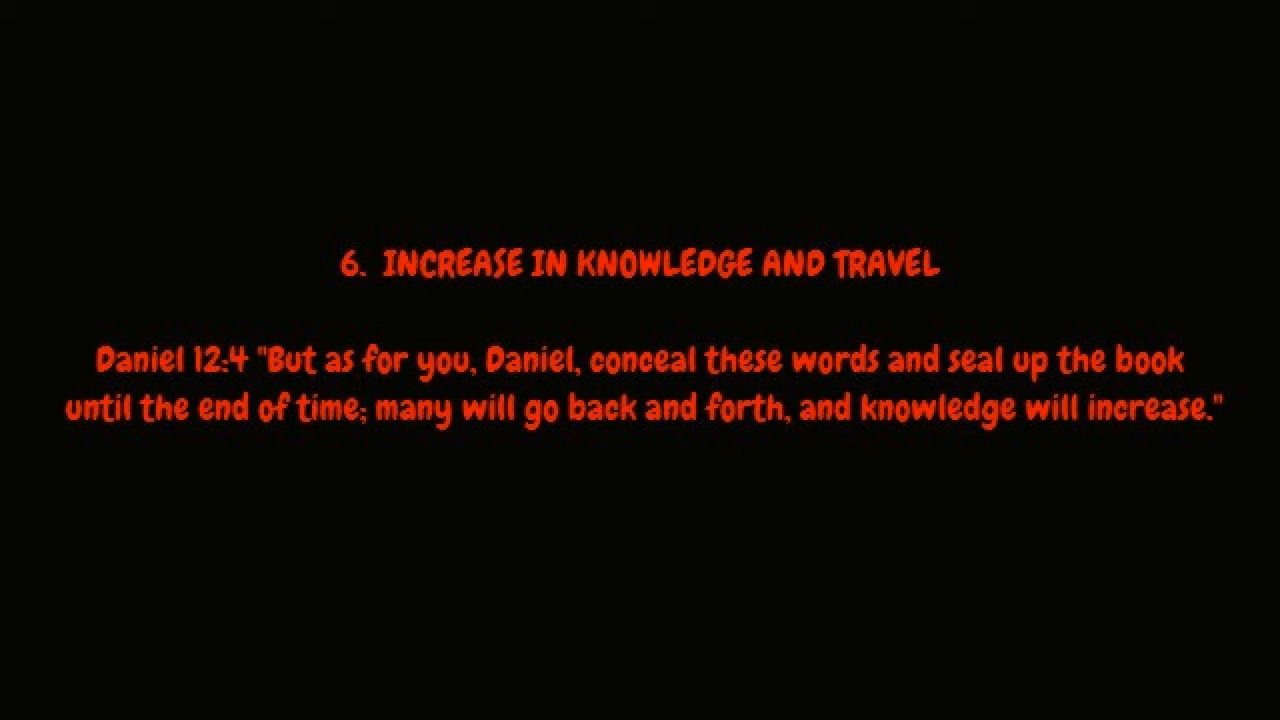 6. INCREASE IN KNOWLEDGE AND TRAVEL
Daniel 12:4 "But as for you, Daniel, conceal these words and seal up the book
until the end of time; many will go back and forth, and knowledge will increase."